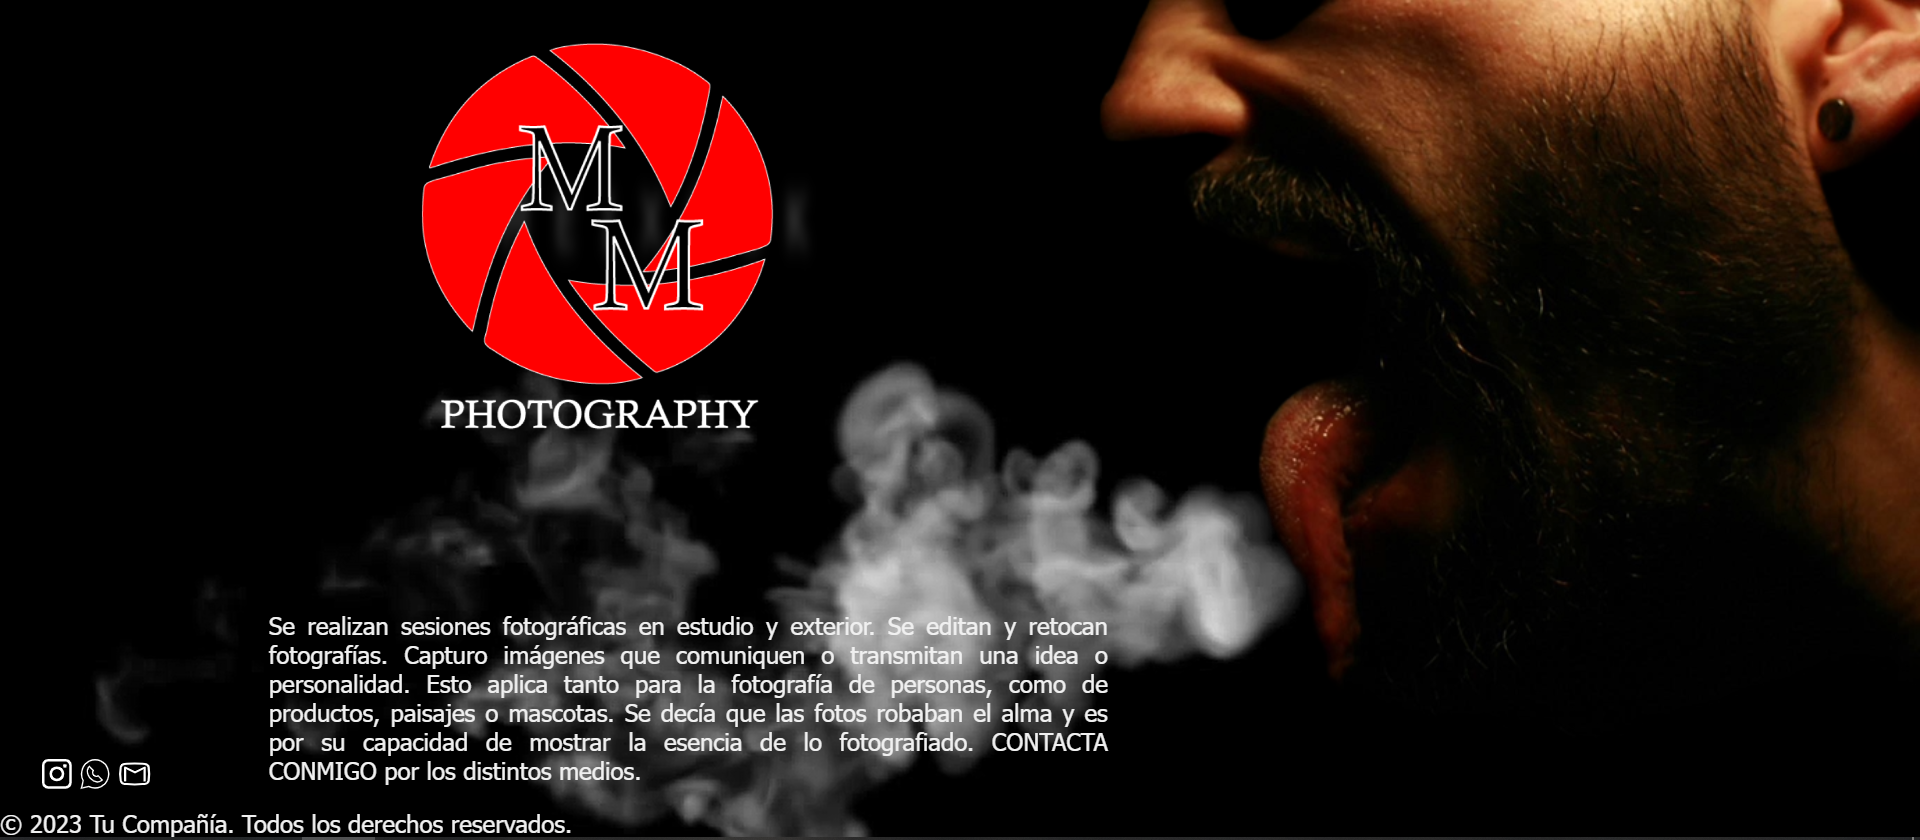 M
M
PHOTOGRAPHY
Se realizan sesiones fotográficas en estudio y exterior. Se editan y retocan
fotografías. Capturo imágenes que comuniquen o transmitan una idea o
personalidad. Esto aplica tanto para la fotografía de personas, como de
productos, paisajes o mascotas. Se decía que las fotos robaban el alma y es
por su capacidad de mostrar la esencia de lo fotografiado. CONTACTA
CONMIGO por los distintos medios.
© 2023 Tu Compañía. Todos los derechos reservados.